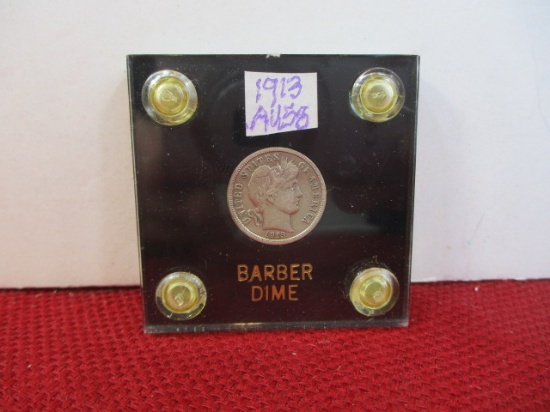 1913
AU58
UNITED STATES OF AMERICA
BARBER
DIME